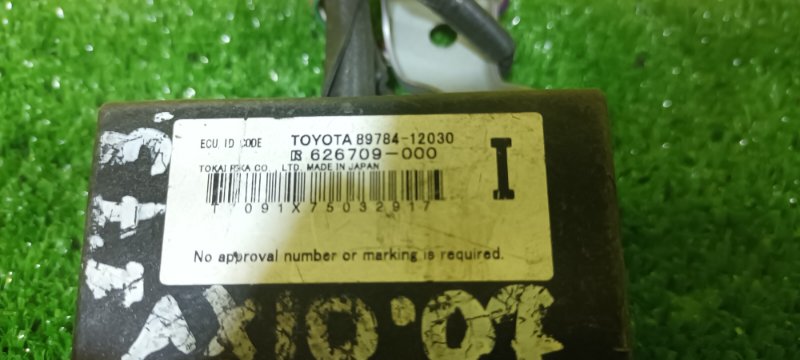 ECU. ID CODE TOYOTA 89784-12030
626709-000
TOKAI RIKA CO. LTD. MADE IN JAPAN
I
T 091X75032917
No approval number or marking is required.